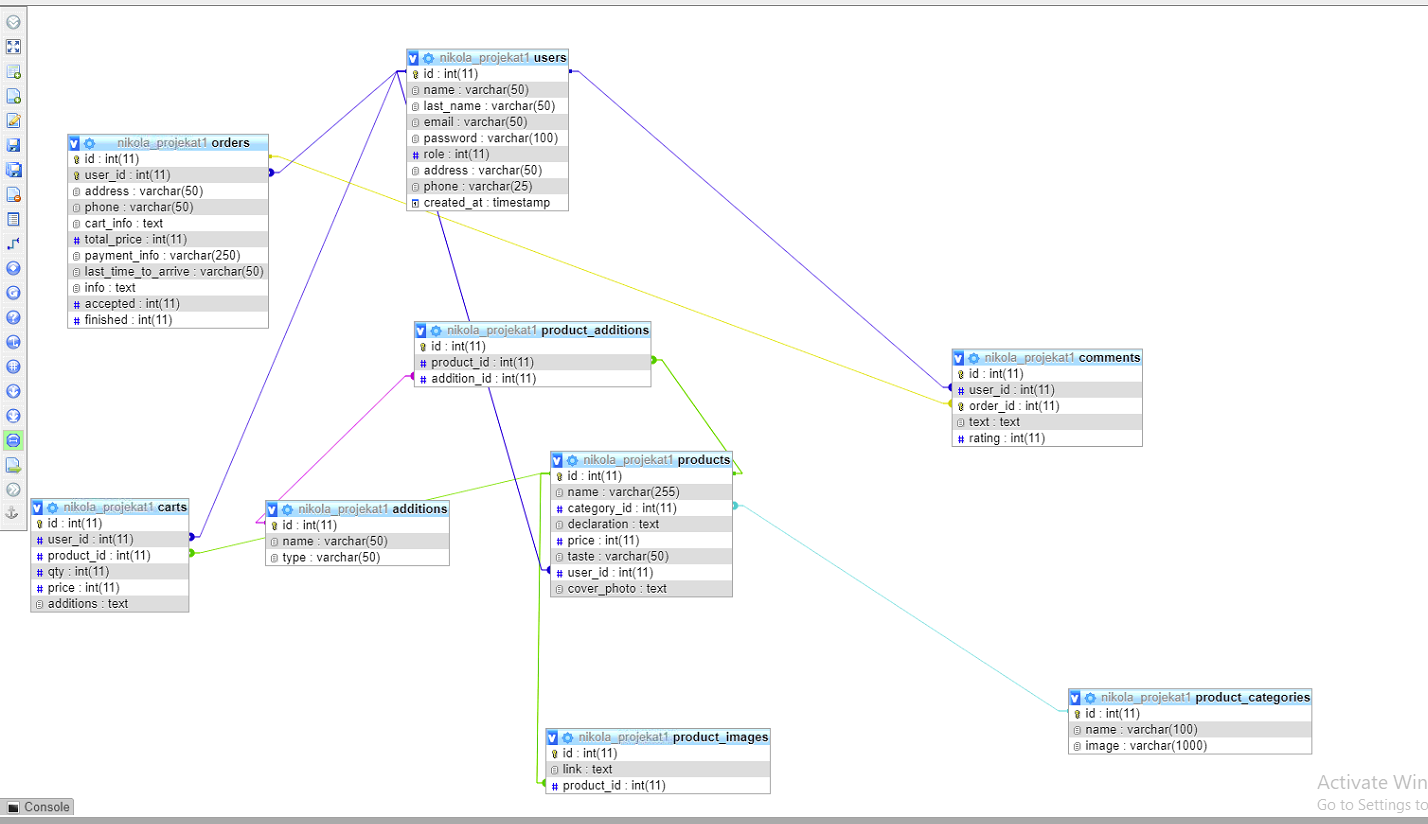 nikola_projekat1 users
id : int(11)
name : varchar(50)
last_name : varchar(50)
email : varchar(50)
password : varchar(100)
role : int(11)
address : varchar(50)
phone : varchar(25)
created_at : timestamp
nikola_projekat1 orders
id : int(11)
user_id : int(11)
address : varchar(50)
phone : varchar(50)
cart_info : text
total_price : int(11)
payment_info : varchar(250)
last_time_to_arrive : varchar(50)
info : text
accepted : int(11)
finished : int(11)
nikola_projekat1 product_additions
id : int(11)
product_id : int(11)
addition_id : int(11)
nikola_projekat1 comments
id : int(11)
user_id : int(11)
order_id : int(11)
text : text
rating : int(11)
nikola_projekat1 products
id : int(11)
name : varchar(255)
category_id : int(11)
declaration : text
price : int(11)
taste : varchar(50)
user_id : int(11)
cover_photo : text
nikola_projekat1 carts
id : int(11)
user_id : int(11)
product_id : int(11)
qty : int(11)
price : int(11)
additions : text
nikola_projekat1 additions
id : int(11)
name : varchar(50)
type : varchar(50)
nikola_projekat1 product_categories
id : int(11)
name : varchar(100)
image : varchar(1000)
nikola_projekat1 product_images
id : int(11)
link : text
product_id : int(11)
Activate Win
Go to Settings to
Console